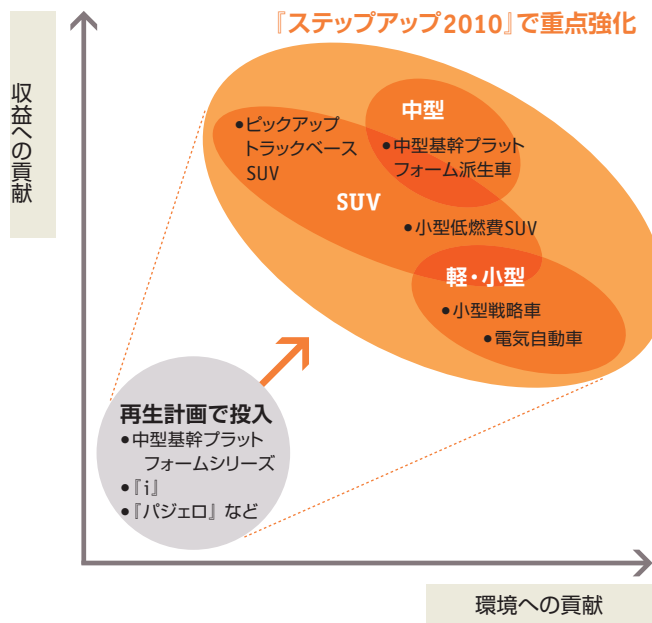 『ステップアップ2010』で重点強化
収益への貢献
中型
●ピックアップ
トラックベース
SUV
●中型基幹プラット
フォーム派生車
SUV
●小型低燃費SUV
軽・小型
●小型戦略車
●電気自動車
再生計画で投入
●中型基幹プラット
フォームシリーズ
●『i』
●『パジェロ』など
環境への貢献